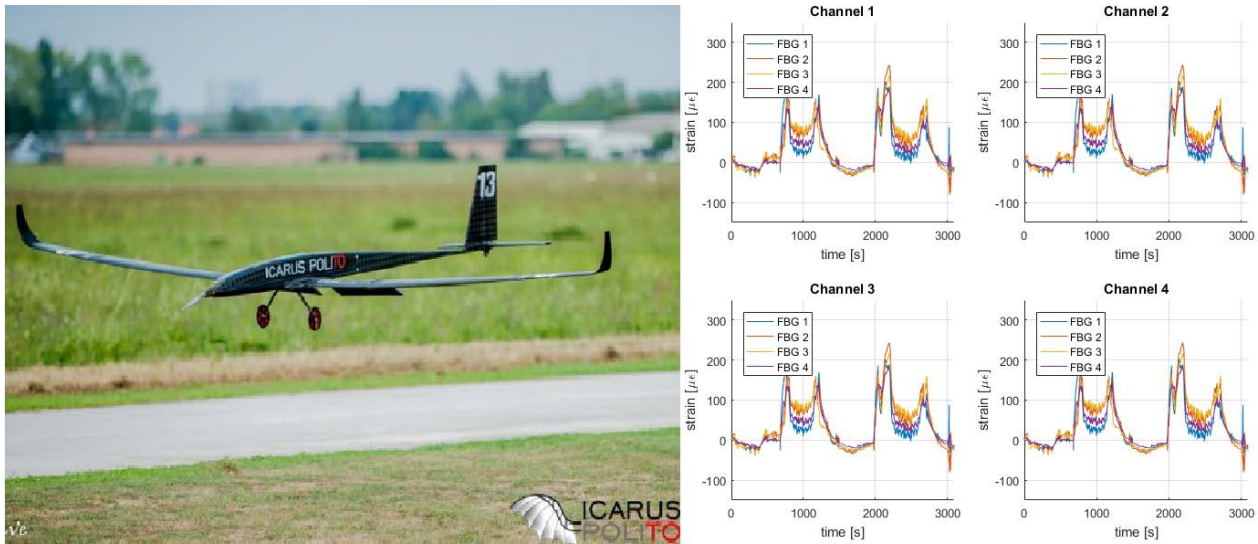 13
ICARUS POLITO
ICARUS
POLITO
Channel 1
FBG 1
FBG 2
FBG 3
FBG 4
300
200
100
0
-100
strain [με]
0
1000
2000
3000
time [s]
Channel 2
FBG 1
FBG 2
FBG 3
FBG 4
300
200
100
0
-100
strain [με]
0
1000
2000
3000
time [s]
Channel 3
FBG 1
FBG 2
FBG 3
FBG 4
300
200
100
0
-100
strain [με]
0
1000
2000
3000
time [s]
Channel 4
FBG 1
FBG 2
FBG 3
FBG 4
300
200
100
0
-100
strain [με]
0
1000
2000
3000
time [s]